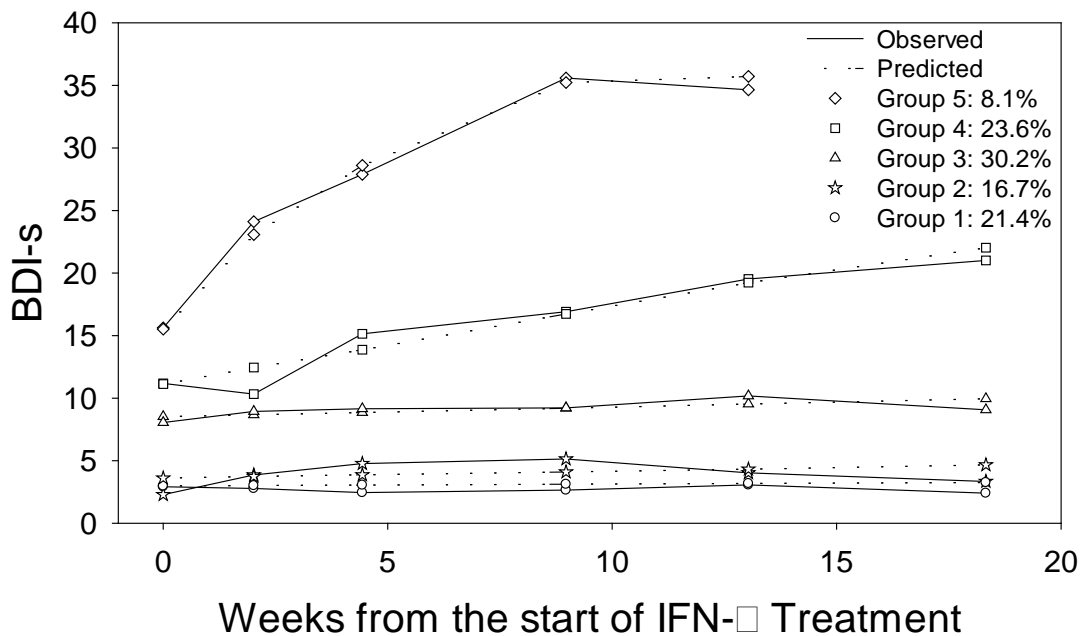 40
35
30
25
20
15
10
5
0
BDI-s
Observed
Predicted
Group 5: 8.1%
Group 4: 23.6%
Group 3: 30.2%
Group 2: 16.7%
Group 1: 21.4%
0 5 10 15 20
Weeks from the start of IFN-□ Treatment